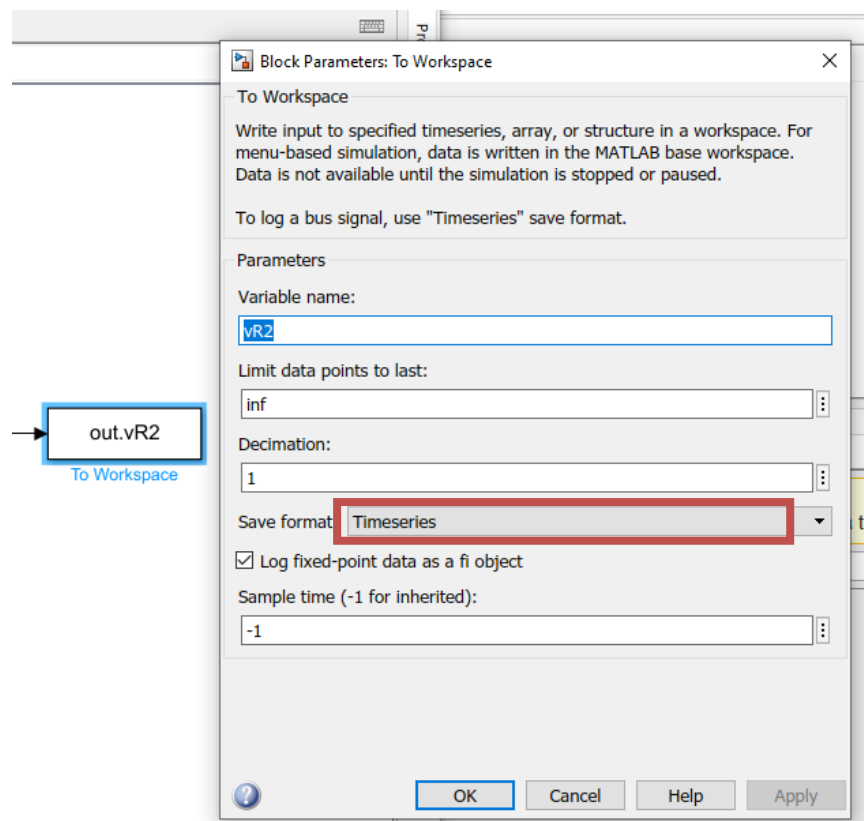 Pr
Block Parameters: To Workspace
To Workspace
Write input to specified timeseries, array, or structure in a workspace. For
menu-based simulation, data is written in the MATLAB base workspace.
Data is not available until the simulation is stopped or paused.
To log a bus signal, use "Timeseries" save format.
Parameters
Variable name:
vR2
Limit data points to last:
inf
out.vR2
To Workspace
Decimation:
1
Save format
Timeseries
Log fixed-point data as a fi object
Sample time (-1 for inherited):
-1
OK
Cancel
Help
Apply